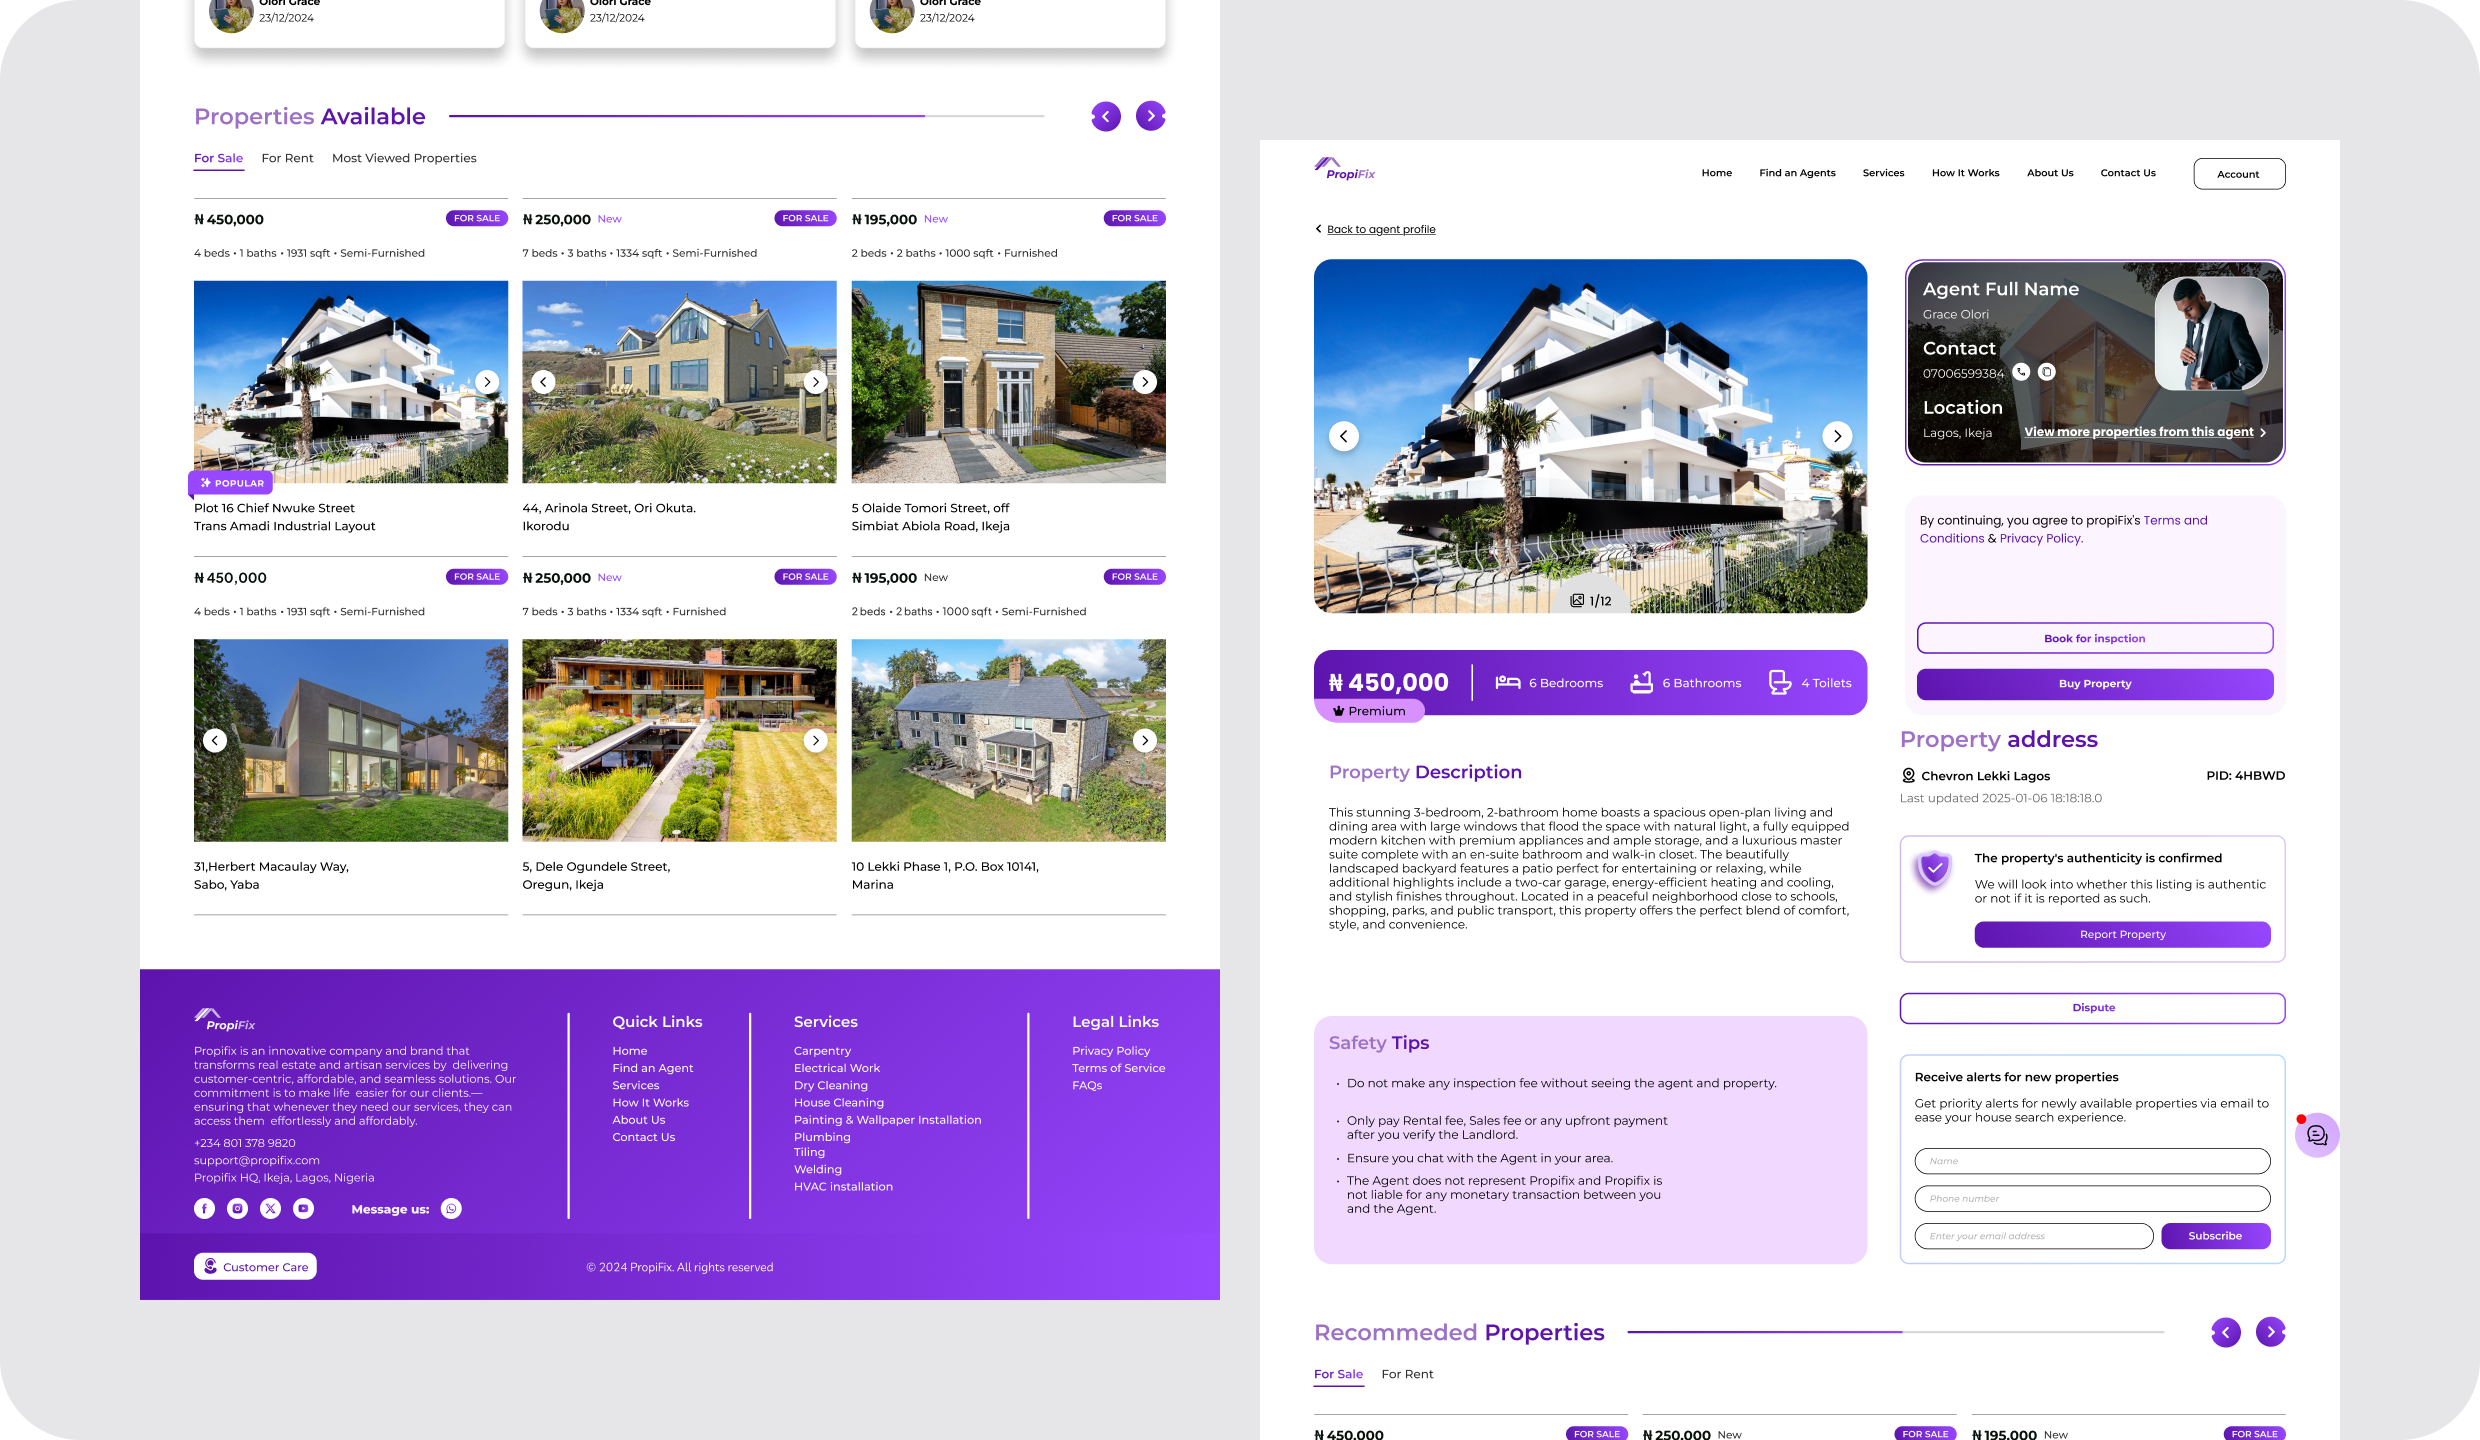 Olori Grace
23/12/2024
Olori Grace
23/12/2024
Olori Grace
23/12/2024
Properties Available
For Sale
For Rent
Most Viewed Properties
₦ 450,000
FOR SALE
4 beds • 1 baths • 1931 sqft • Semi-Furnished
POPULAR
Plot 16 Chief Nwuke Street
Trans Amadi Industrial Layout
₦ 250,000 New
FOR SALE
7 beds • 3 baths • 1334 sqft • Semi-Furnished
44, Arinola Street, Ori Okuta.
Ikorodu
₦ 195,000 New
FOR SALE
2 beds • 2 baths • 1000 sqft • Furnished
5 Olaide Tomori Street, off
Simbiat Abiola Road, Ikeja
₦ 450,000
FOR SALE
4 beds • 1 baths • 1931 sqft • Semi-Furnished
31,Herbert Macaulay Way,
Sabo, Yaba
₦ 250,000 New
FOR SALE
7 beds • 3 baths • 1334 sqft • Furnished
5, Dele Ogundele Street,
Oregun, Ikeja
₦ 195,000 New
FOR SALE
2 beds • 2 baths • 1000 sqft • Semi-Furnished
10 Lekki Phase 1, P.O. Box 10141,
Marina
PropiFix
Propifix is an innovative company and brand that
transforms real estate and artisan services by delivering
customer-centric, affordable, and seamless solutions. Our
commitment is to make life easier for our clients.—
ensuring that whenever they need our services, they can
access them effortlessly and affordably.
+234 801 378 9820
support@propifix.com
Propifix HQ, Ikeja, Lagos, Nigeria
Message us:
Quick Links
Home
Find an Agent
Services
How It Works
About Us
Contact Us
Services
Carpentry
Electrical Work
Dry Cleaning
House Cleaning
Painting & Wallpaper Installation
Plumbing
Tiling
Welding
HVAC installation
Legal Links
Privacy Policy
Terms of Service
FAQs
Customer Care
© 2024 PropiFix. All rights reserved
PropiFix
Home
Find an Agents
Services
How It Works
About Us
Contact Us
Account
Back to agent profile
1/12
₦ 450,000
6 Bedrooms
6 Bathrooms
4 Toilets
Premium
Property Description
This stunning 3-bedroom, 2-bathroom home boasts a spacious open-plan living and
dining area with large windows that flood the space with natural light, a fully equipped
modern kitchen with premium appliances and ample storage, and a luxurious master
suite complete with an en-suite bathroom and walk-in closet. The beautifully
landscaped backyard features a patio perfect for entertaining or relaxing, while
additional highlights include a two-car garage, energy-efficient heating and cooling,
and stylish finishes throughout. Located in a peaceful neighborhood close to schools,
shopping, parks, and public transport, this property offers the perfect blend of comfort,
style, and convenience.
Safety Tips
• Do not make any inspection fee without seeing the agent and property.
• Only pay Rental fee, Sales fee or any upfront payment
after you verify the Landlord.
• Ensure you chat with the Agent in your area.
• The Agent does not represent Propifix and Propifix is
not liable for any monetary transaction between you
and the Agent.
Agent Full Name
Grace Olori
Contact
07006599384
Location
Lagos, Ikeja
View more properties from this agent
By continuing, you agree to propiFix's Terms and
Conditions & Privacy Policy.
Book for inspction
Buy Property
Property address
Chevron Lekki Lagos
PID: 4HBWD
Last updated 2025-01-06 18:18:18.0
The property's authenticity is confirmed
We will look into whether this listing is authentic
or not if it is reported as such.
Report Property
Dispute
Receive alerts for new properties
Get priority alerts for newly available properties via email to
ease your house search experience.
Name
Phone number
Enter your email address
Subscribe
Recommeded Properties
For Sale
For Rent
₦ 450,000
FOR SALE
₦ 250,000 New
FOR SALE
₦ 195,000 New
FOR SALE